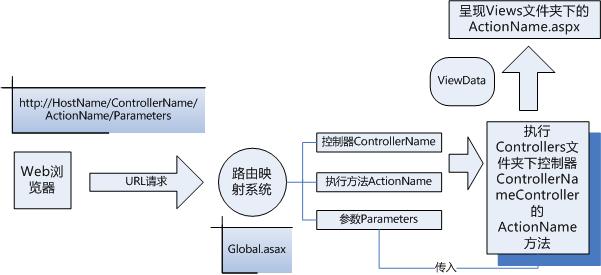 呈现Views文件夹下的
ActionName.aspx
ViewData
http://HostName/ControllerName/
ActionName/Parameters
Web浏
览器
URL请求
路由映
射系统
Global.asax
控制器ControllerName
执行方法ActionName
参数Parameters
传入
执行
Controllers文
件夹下控制器
ControllerNa
meController
的
ActionName
方法